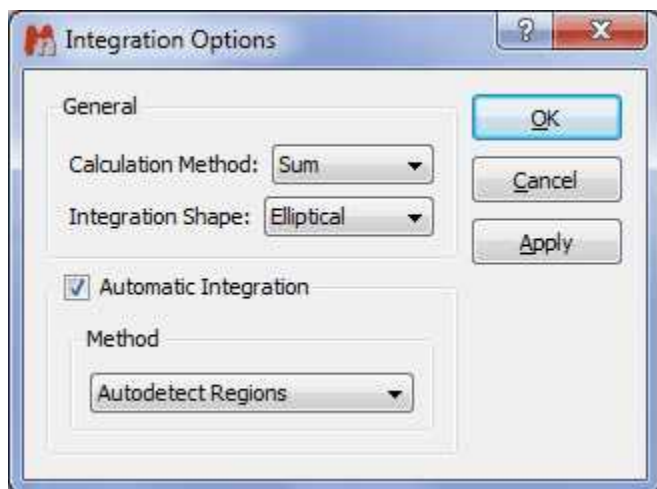 Integration Options
General
Calculation Method: Sum
Integration Shape: Elliptical
Automatic Integration
Method
Autodetect Regions
OK
Cancel
Apply